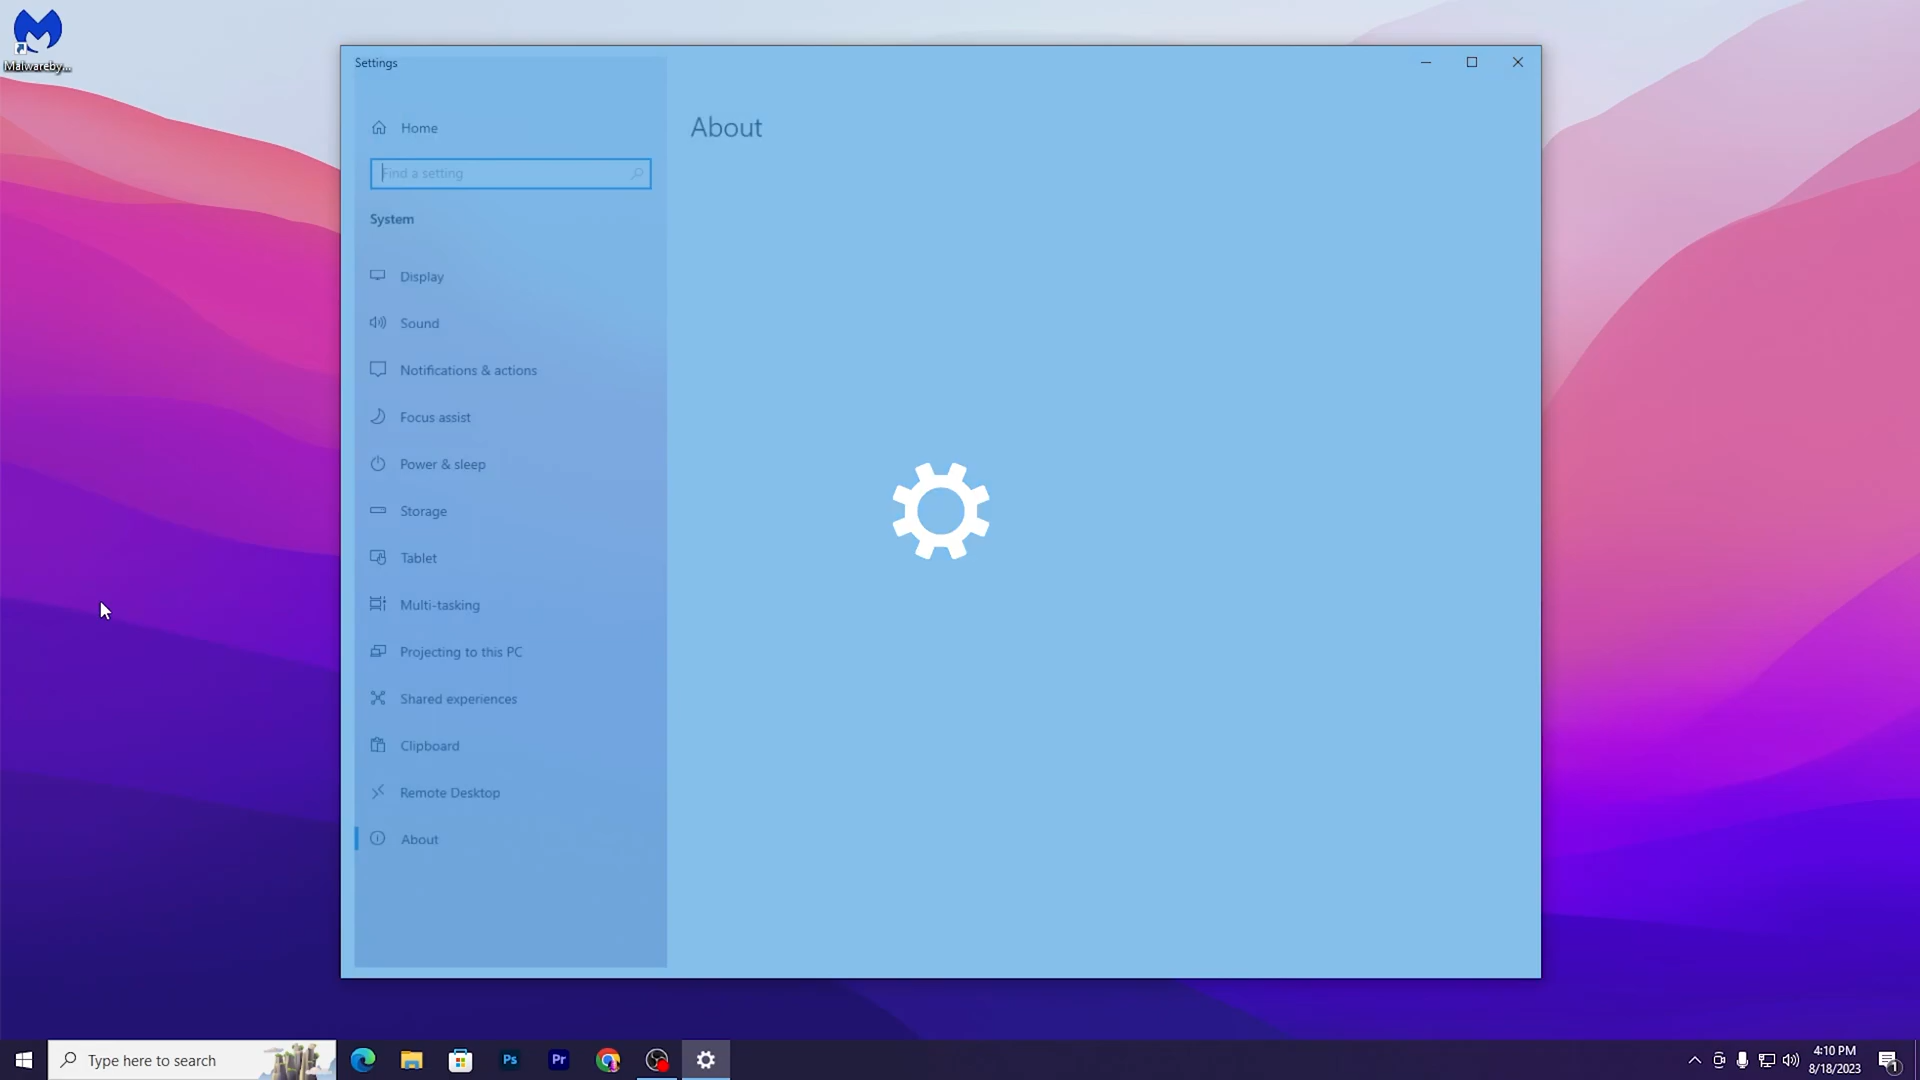 Malwareby...
Settings
Home
Find a setting
System
Display
Sound
Notifications & actions
Focus assist
Power & sleep
Storage
Tablet
Multi-tasking
Projecting to this PC
Shared experiences
Clipboard
Remote Desktop
About
About
Type here to search
Ps
Pr
4:10 PM
8/18/2023
1